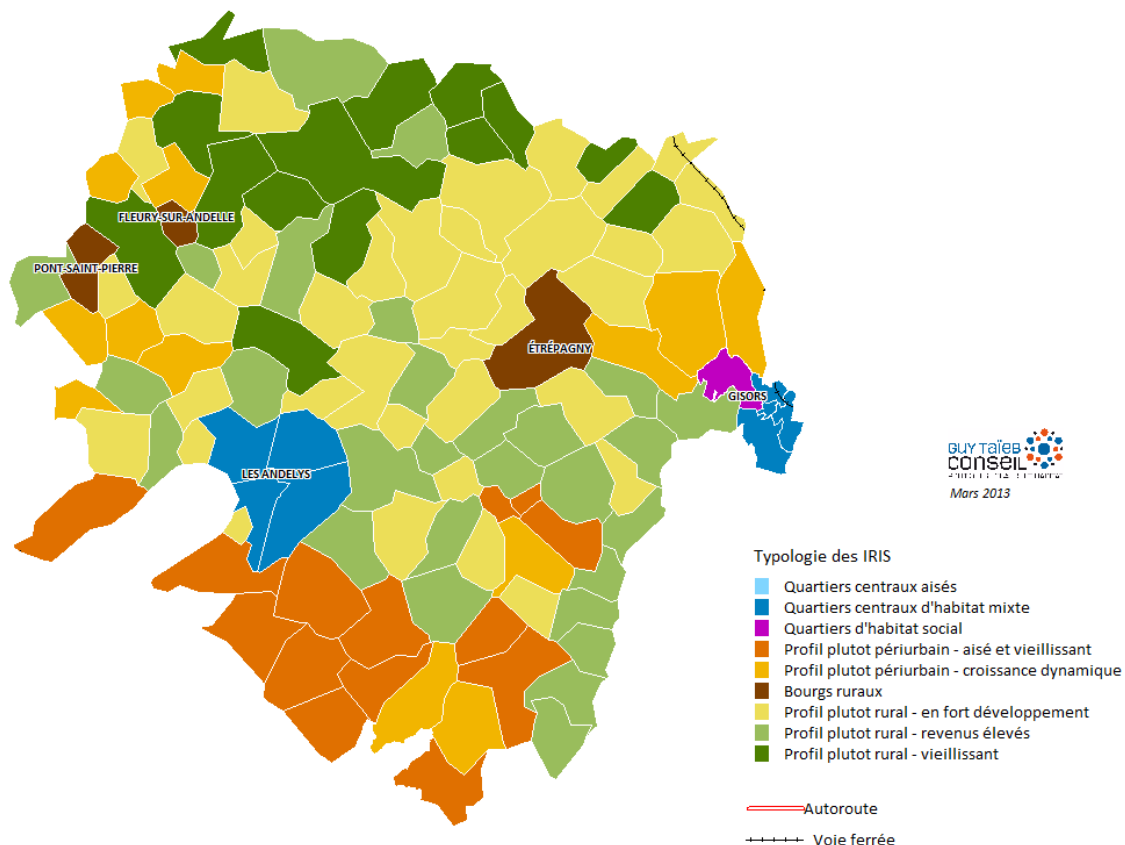 FLEURY-SUR-ANDELLE
PONT-SAINT-PIERRE
ÉTRÉPAGNY
GISORS
LES ANDELYS
GUY TAÏEB
CONSEIL
Mars 2013
Typologie des IRIS
Quartiers centraux aisés
Quartiers centraux d'habitat mixte
Quartiers d'habitat social
Profil plutot périurbain - aisé et vieillissant
Profil plutot périurbain - croissance dynamique
Bourgs ruraux
Profil plutot rural - en fort développement
Profil plutot rural - revenus élevés
Profil plutot rural - vieillissant
Autoroute
Voie ferrée